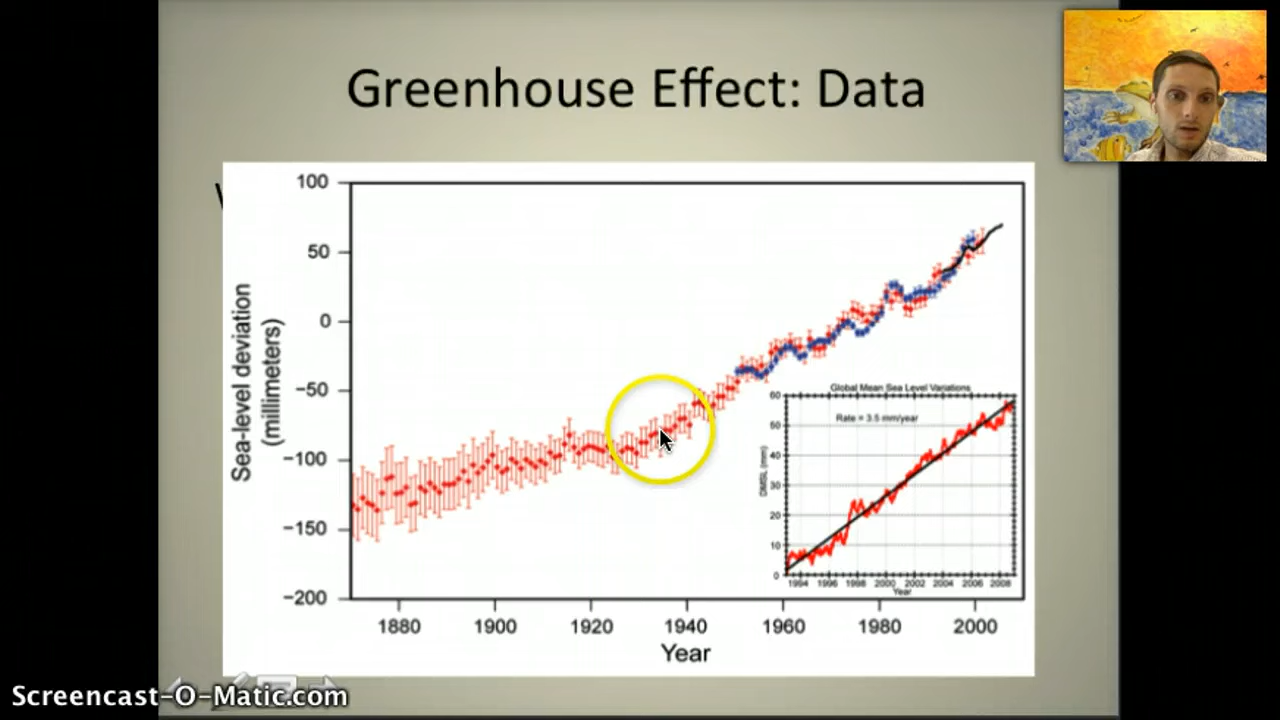 Greenhouse Effect: Data
100
50
0
−50
−100
−150
−200
Sea-level deviation
(millimeters)
1880 1900 1920 1940 1960 1980 2000
Year
Global Mean Sea Level Variations
Rate = 3.5 mm/year
60
50
40
30
20
10
0
1994 1996 1998 2000 2002 2004 2006 2008
Year
Screencast-O-Matic.com